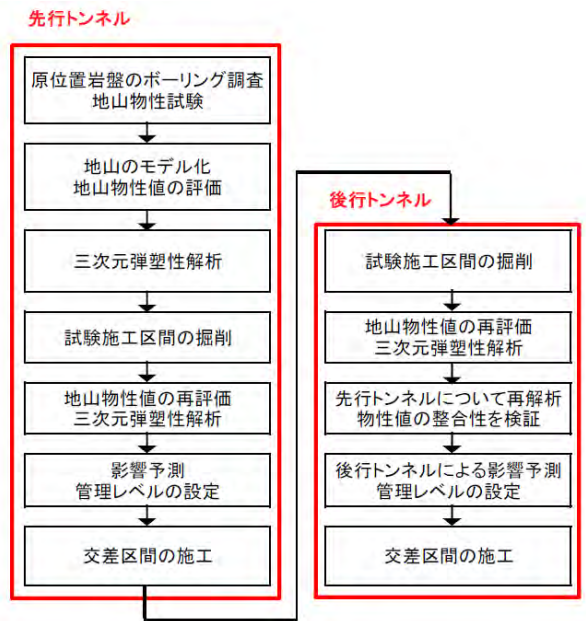 先行トンネル
原位置岩盤のボーリング調査
地山物性試験
地山のモデル化
地山物性値の評価
三次元弾塑性解析
試験施工区間の掘削
地山物性値の再評価
三次元弾塑性解析
影響予測
管理レベルの設定
交差区間の施工
後行トンネル
試験施工区間の掘削
地山物性値の再評価
三次元弾塑性解析
先行トンネルについて再解析
物性値の整合性を検証
後行トンネルによる影響予測
管理レベルの設定
交差区間の施工